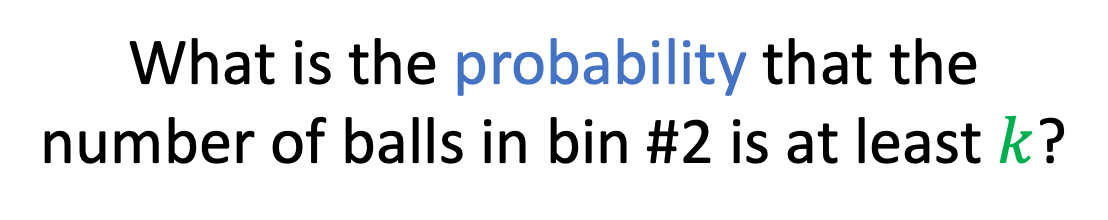 What is the probability that the
number of balls in bin #2 is at least k?